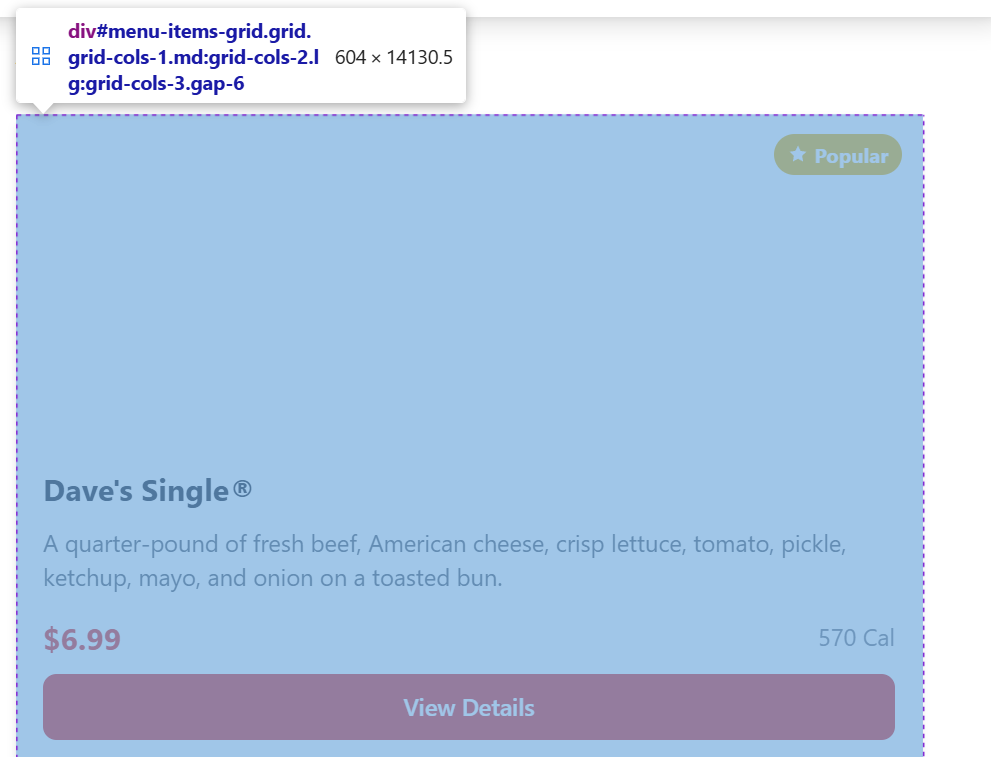 div#menu-items-grid.grid.
grid-cols-1.md:grid-cols-2.l
g:grid-cols-3.gap-6
604 × 14130.5
Popular
Dave's Single®
A quarter-pound of fresh beef, American cheese, crisp lettuce, tomato, pickle,
ketchup, mayo, and onion on a toasted bun.
$6.99
570 Cal
View Details